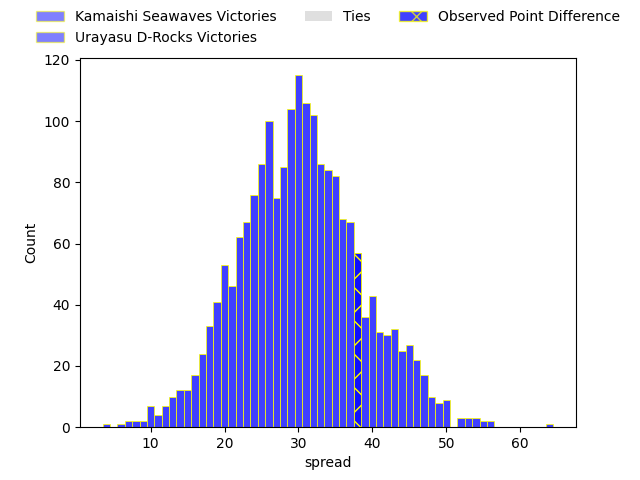 Kamaishi Seawaves Victories
Ties
Observed Point Difference
Urayasu D-Rocks Victories
120
100
80
60
40
20
0
Count
10 20 30 40 50 60
spread